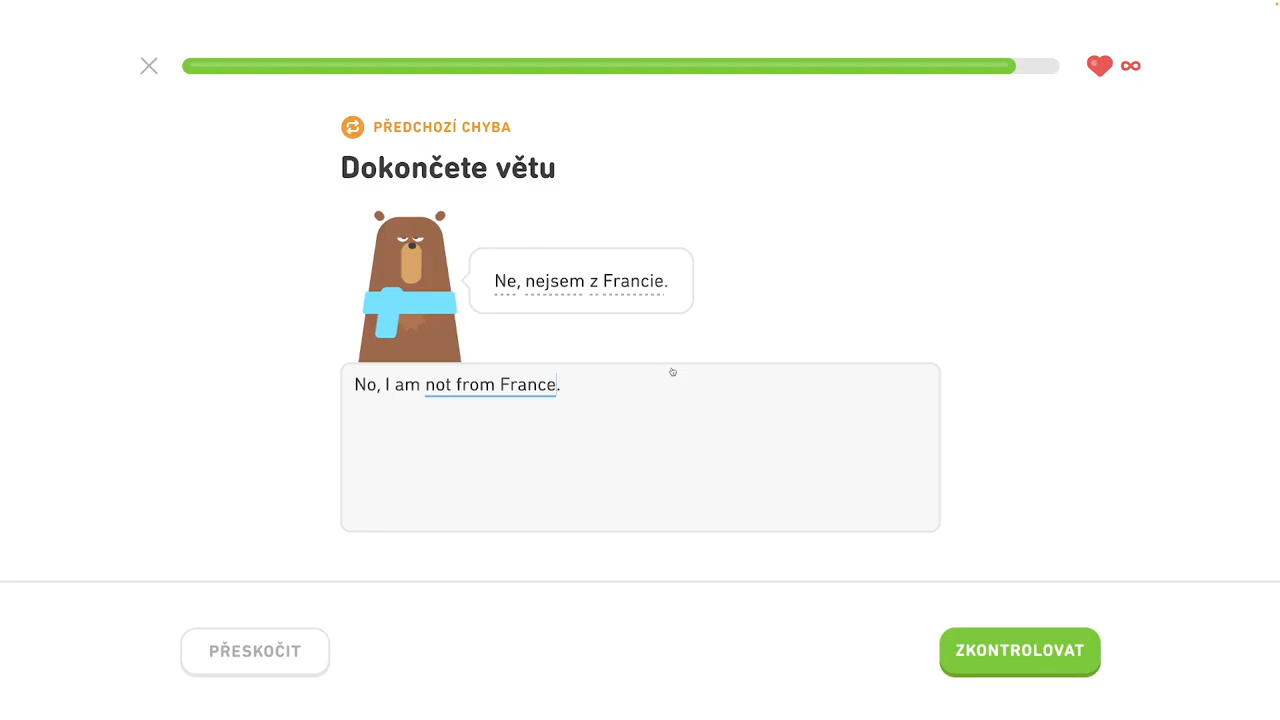 PŘEDCHOZÍ CHYBA
Dokončete větu
Ne, nejsem z Francie.
No, I am not from France.
PŘESKOČIT
ZKONTROLOVAT